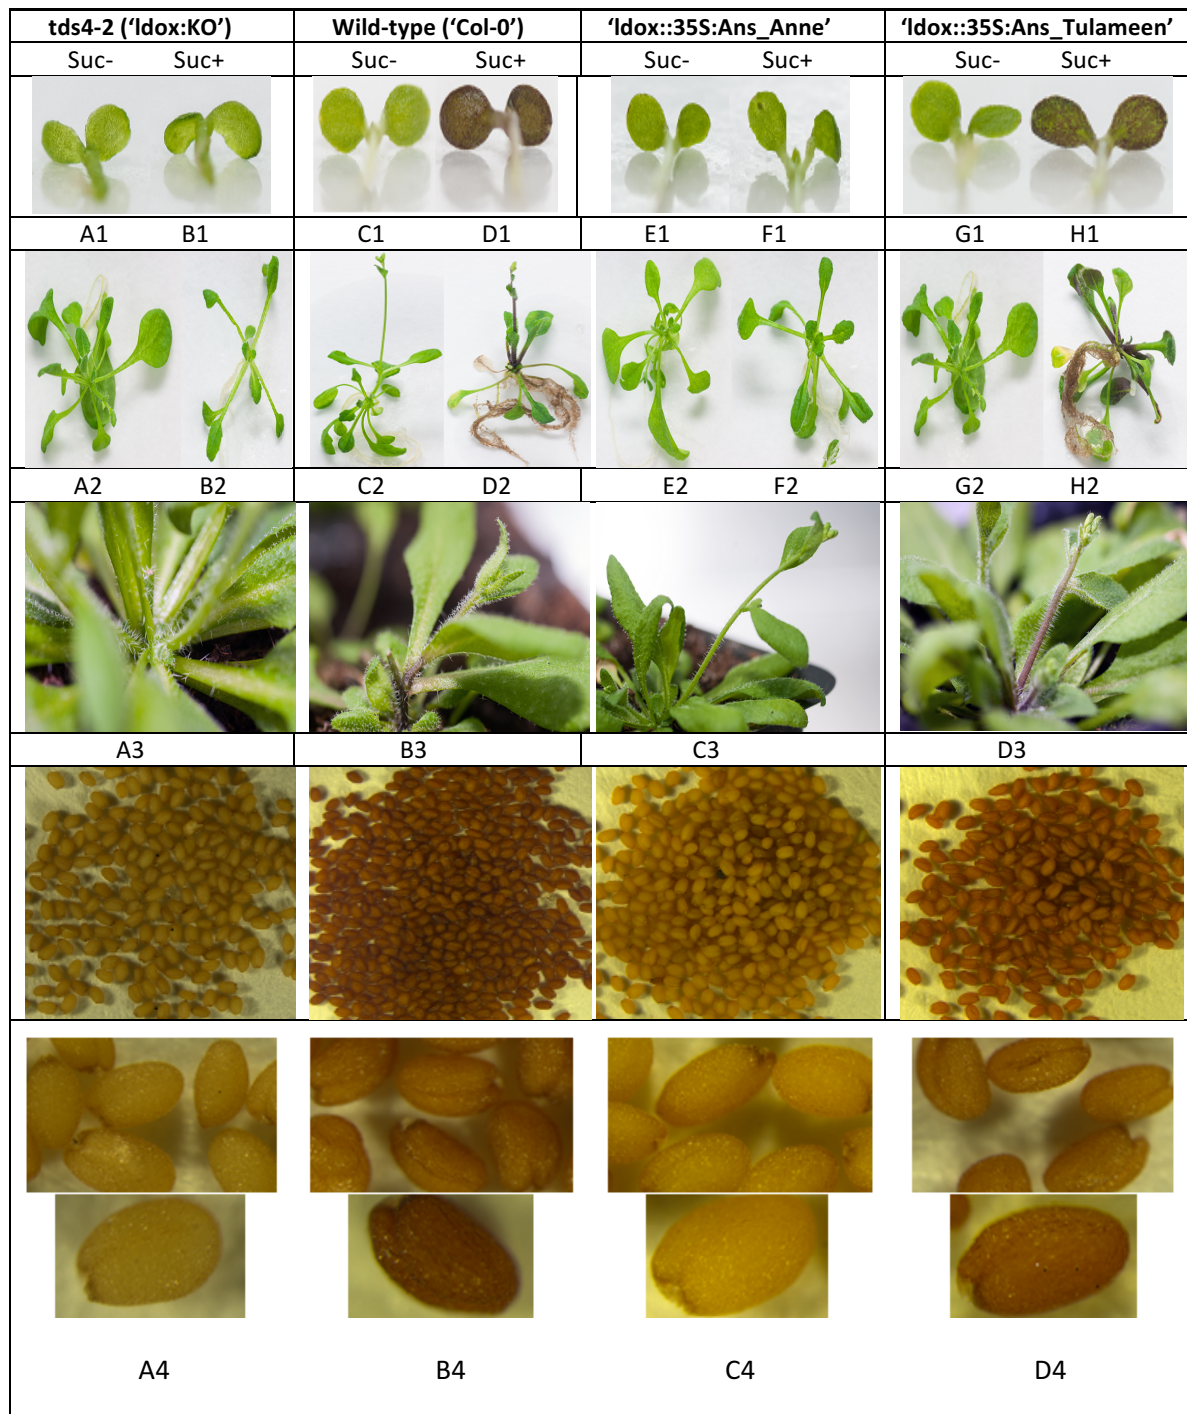 tds4-2 (‘ldox:KO’) Wild-type (‘Col-0’) ‘ldox::35S:Ans_Anne’ ‘ldox::35S:Ans_Tulameen’
Suc- Suc+ Suc- Suc+ Suc- Suc+ Suc- Suc+
A1 B1 C1 D1 E1 F1 G1 H1
A2 B2 C2 D2 E2 F2 G2 H2
A3 B3 C3 D3
A4 B4 C4 D4